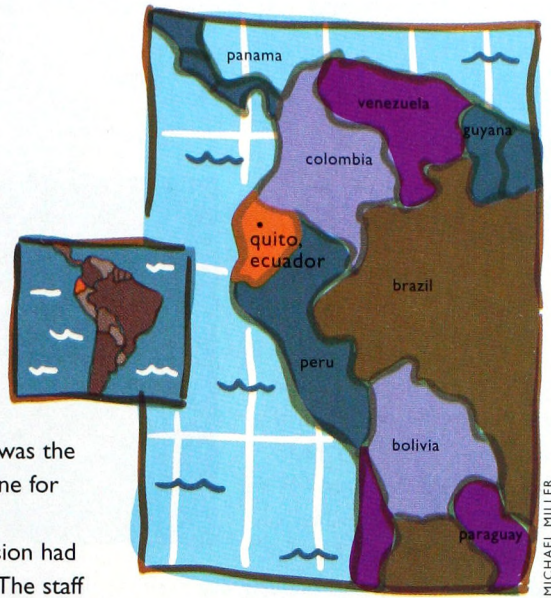 panama
venezuela
guyana
colombia
quito,
ecuador
brazil
peru
bolivia
paraguay
was the
ne for
sion had
The staff
MICHAEL MILLER